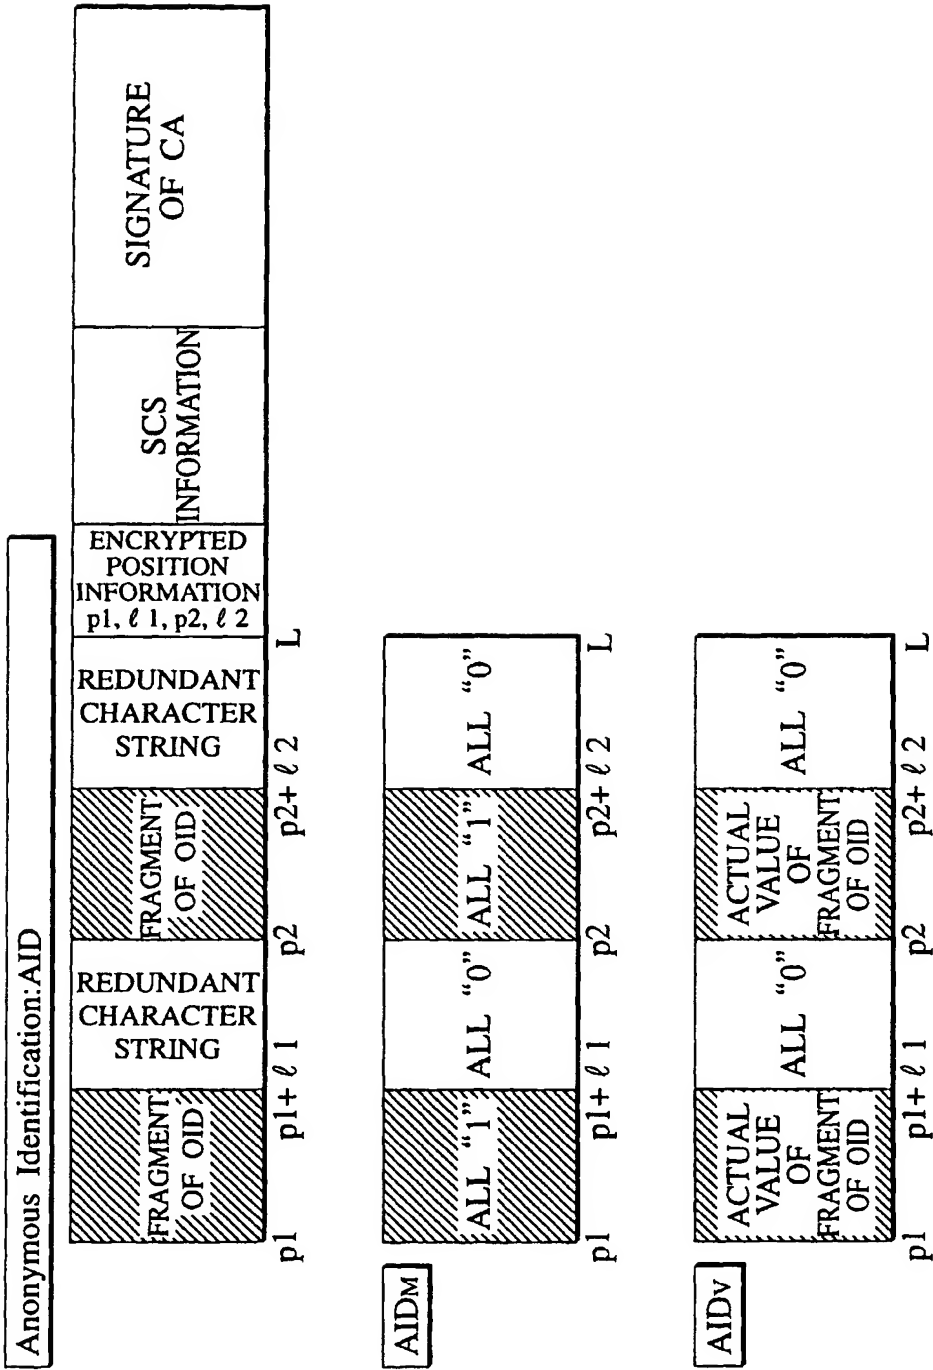 Anonymous Identification:AID
FRAGMENT
OF OID
REDUNDANT
CHARACTER
STRING
FRAGMENT
OF OID
REDUNDANT
CHARACTER
STRING
ENCRYPTED
POSITION
INFORMATION
p1, ℓ 1, p2, ℓ 2
SCS
INFORMATION
SIGNATURE
OF CA
p1 p1+ ℓ 1 p2 p2+ ℓ 2 L
AIDM
ALL “1” ALL “0” ALL “1” ALL “0”
p1 p1+ ℓ 1 p2 p2+ ℓ 2 L
AIDV
ACTUAL
VALUE
OF
FRAGMENT
OF OID
ALL “0”
ACTUAL
VALUE
OF
FRAGMENT
OF OID
ALL “0”
p1 p1+ ℓ 1 p2 p2+ ℓ 2 L